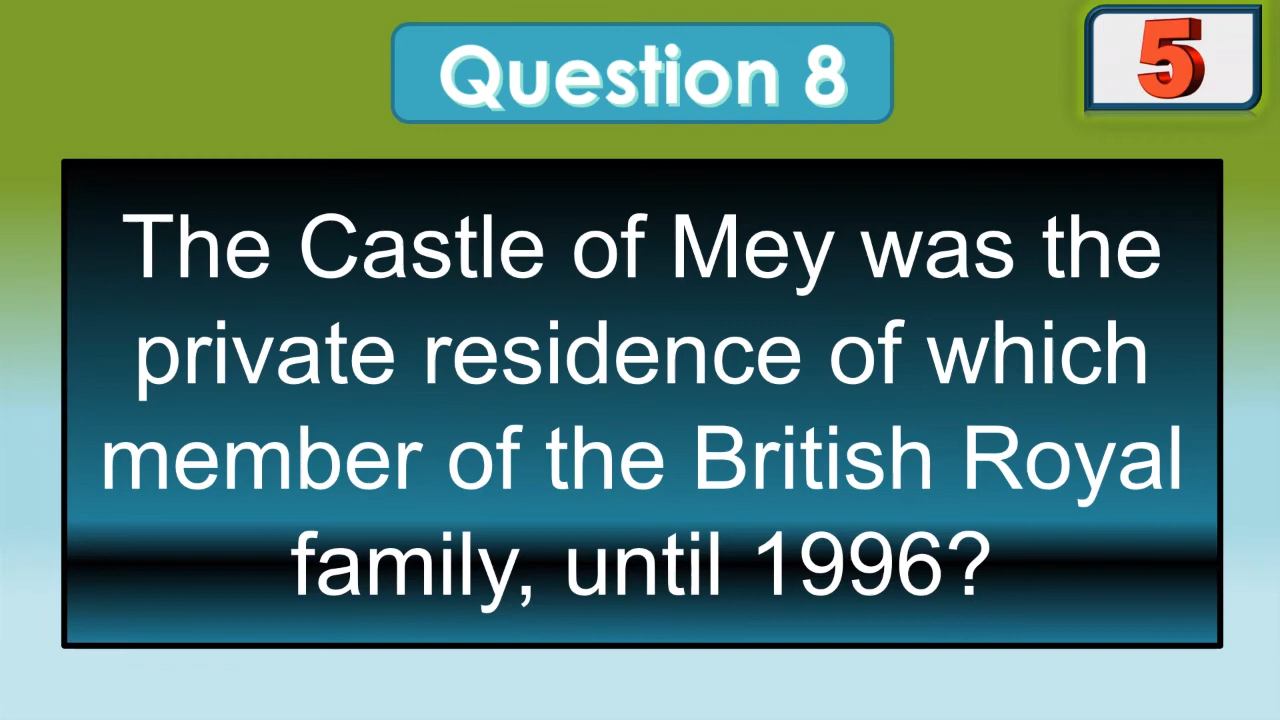 Question 8
5
The Castle of Mey was the
private residence of which
member of the British Royal
family, until 1996?